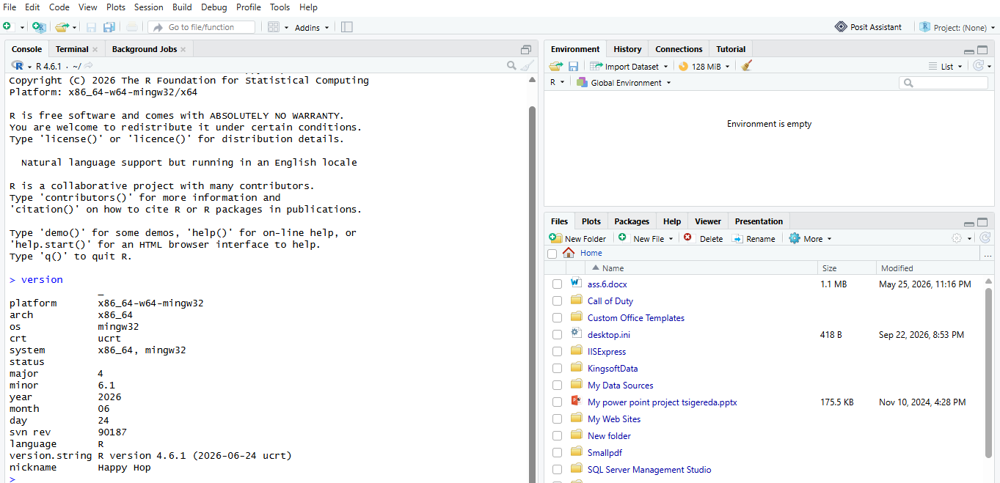 File Edit Code View Plots Session Build Debug Profile Tools Help
Go to file/function Addins Posit Assistant Project: (None)
Console Terminal Background Jobs
R 4.6.1 · ~/
Copyright (C) 2026 The R Foundation for Statistical Computing
Platform: x86_64-w64-mingw32/x64
R is free software and comes with ABSOLUTELY NO WARRANTY.
You are welcome to redistribute it under certain conditions.
Type 'license()' or 'licence()' for distribution details.
Natural language support but running in an English locale
R is a collaborative project with many contributors.
Type 'contributors()' for more information and
'citation()' on how to cite R or R packages in publications.
Type 'demo()' for some demos, 'help()' for on-line help, or
'help.start()' for an HTML browser interface to help.
Type 'q()' to quit R.
> version
_
platform x86_64-w64-mingw32
arch x86_64
os mingw32
crt ucrt
system x86_64, mingw32
status
major 4
minor 6.1
year 2026
month 06
day 24
svn rev 90187
language R
version.string R version 4.6.1 (2026-06-24 ucrt)
nickname Happy Hop
>
Environment History Connections Tutorial
Import Dataset 128 MiB List
R Global Environment
Environment is empty
Files Plots Packages Help Viewer Presentation
New Folder New File Delete Rename More
Home ...
Name Size Modified
ass.6.docx 1.1 MB May 25, 2026, 11:16 PM
Call of Duty
Custom Office Templates
desktop.ini 418 B Sep 22, 2026, 8:53 PM
IISExpress
KingsoftData
My Data Sources
My power point project tsigereda.pptx 175.5 KB Nov 10, 2024, 4:28 PM
My Web Sites
New folder
Smallpdf
SQL Server Management Studio